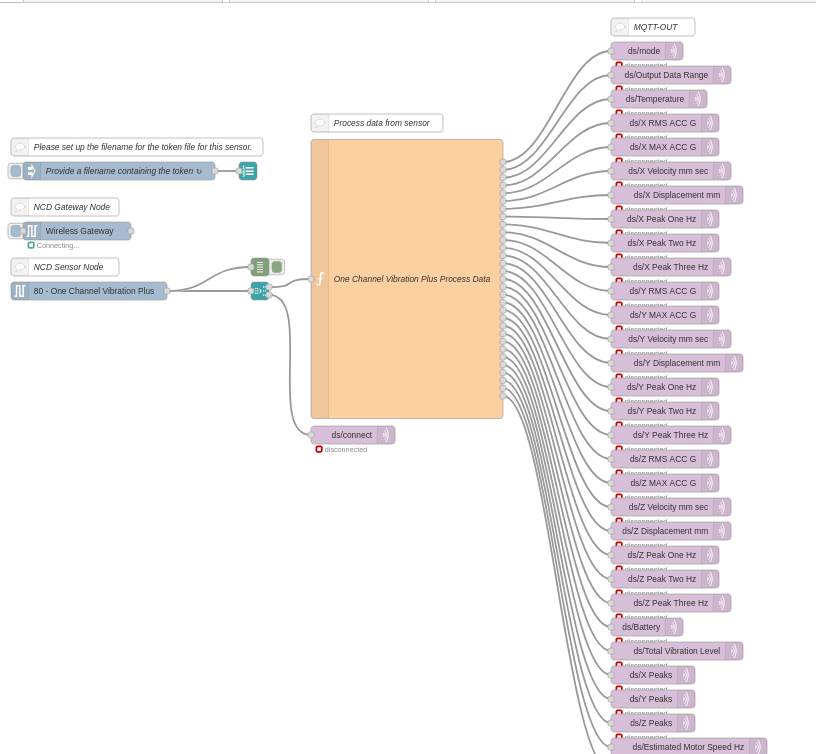 MQTT-OUT
ds/mode
disconnected
ds/Output Data Range
disconnected
ds/Temperature
disconnected
Process data from sensor
ds/X RMS ACC G
disconnected
Please set up the filename for the token file for this sensor.
ds/X MAX ACC G
disconnected
Provide a filename containing the token ↻
ds/X Velocity mm sec
disconnected
ds/X Displacement mm
disconnected
NCD Gateway Node
ds/X Peak One Hz
disconnected
Wireless Gateway
Connecting...
ds/X Peak Two Hz
disconnected
NCD Sensor Node
ds/X Peak Three Hz
disconnected
80 - One Channel Vibration Plus
One Channel Vibration Plus Process Data
ds/Y RMS ACC G
disconnected
ds/Y MAX ACC G
disconnected
ds/Y Velocity mm sec
disconnected
ds/Y Displacement mm
disconnected
ds/Y Peak One Hz
disconnected
ds/Y Peak Two Hz
disconnected
ds/connect
disconnected
ds/Y Peak Three Hz
disconnected
ds/Z RMS ACC G
disconnected
ds/Z MAX ACC G
disconnected
ds/Z Velocity mm sec
disconnected
ds/Z Displacement mm
disconnected
ds/Z Peak One Hz
disconnected
ds/Z Peak Two Hz
disconnected
ds/Z Peak Three Hz
disconnected
ds/Battery
disconnected
ds/Total Vibration Level
disconnected
ds/X Peaks
disconnected
ds/Y Peaks
disconnected
ds/Z Peaks
disconnected
ds/Estimated Motor Speed Hz